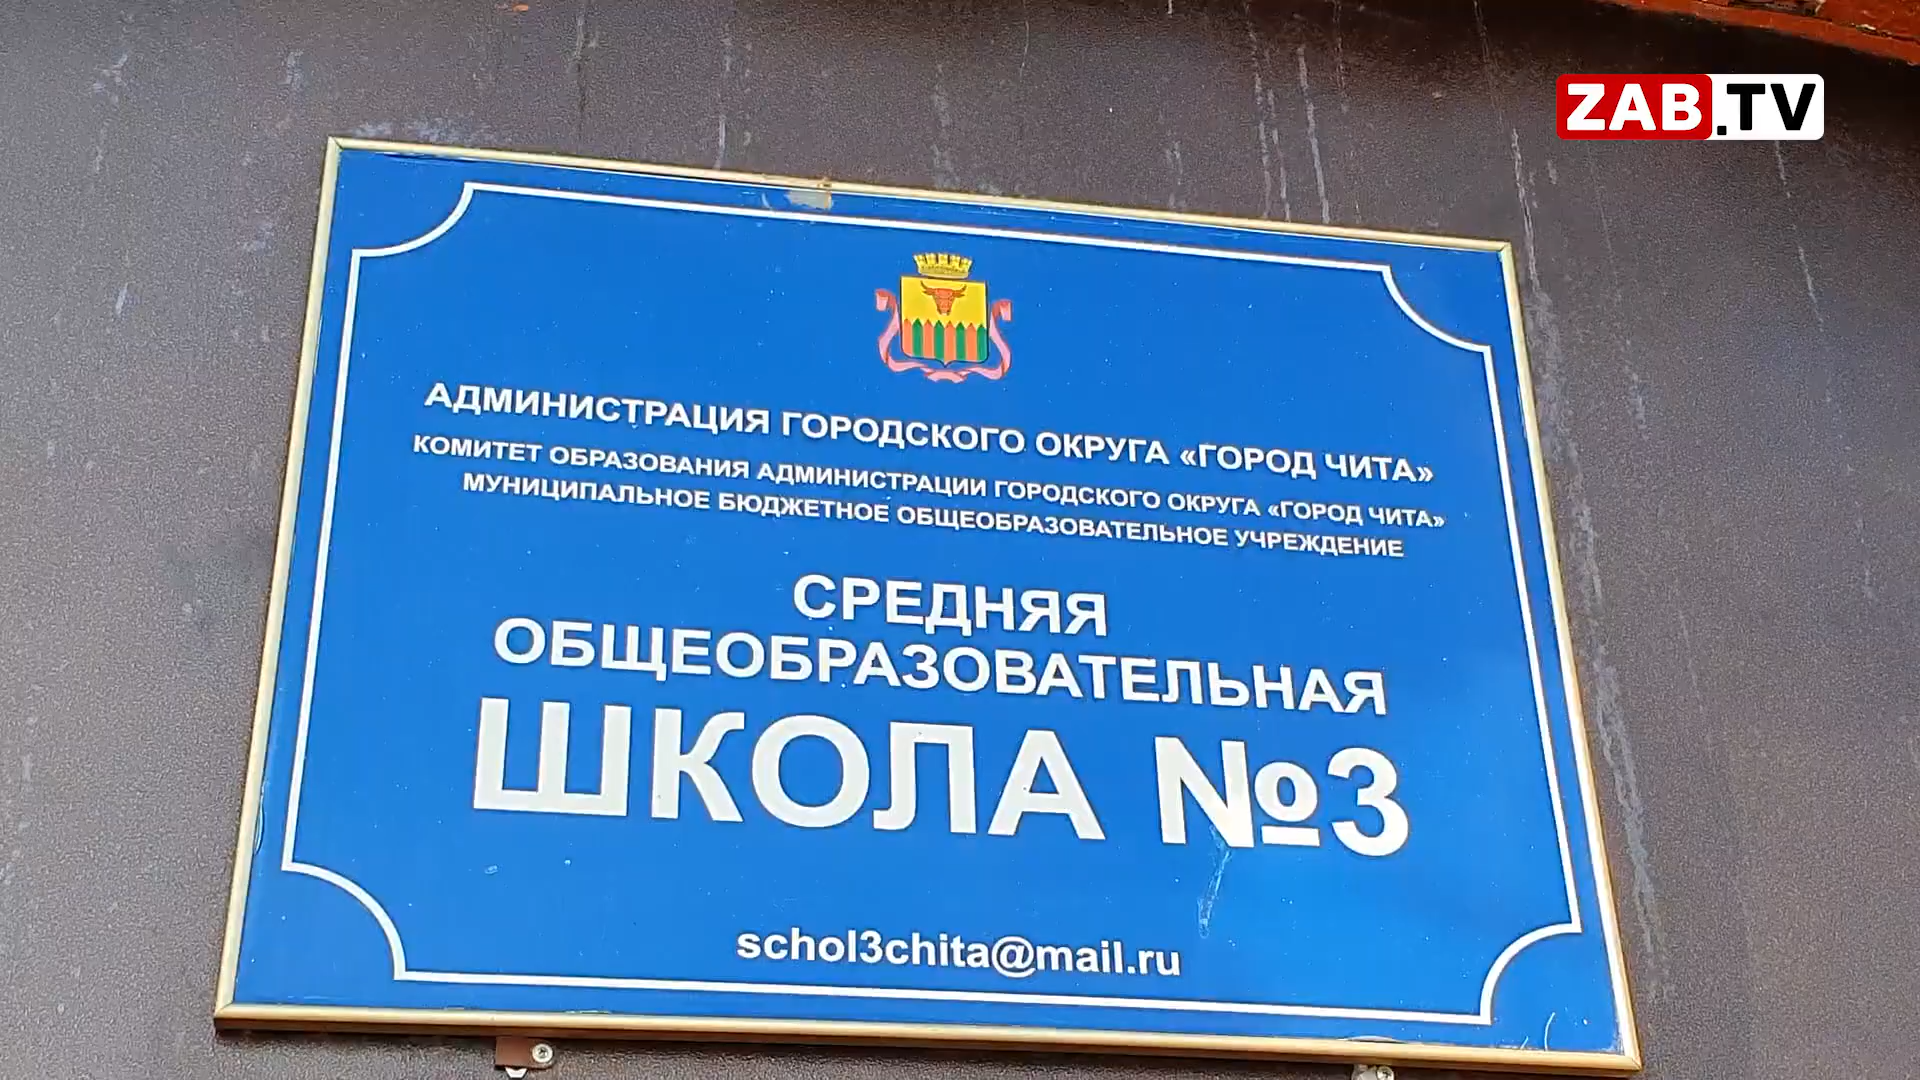 ZAB.TV
АДМИНИСТРАЦИЯ ГОРОДСКОГО ОКРУГА «ГОРОД ЧИТА»
КОМИТЕТ ОБРАЗОВАНИЯ АДМИНИСТРАЦИИ ГОРОДСКОГО ОКРУГА «ГОРОД ЧИТА»
МУНИЦИПАЛЬНОЕ БЮДЖЕТНОЕ ОБЩЕОБРАЗОВАТЕЛЬНОЕ УЧРЕЖДЕНИЕ
СРЕДНЯЯ
ОБЩЕОБРАЗОВАТЕЛЬНАЯ
ШКОЛА №3
schol3chita@mail.ru